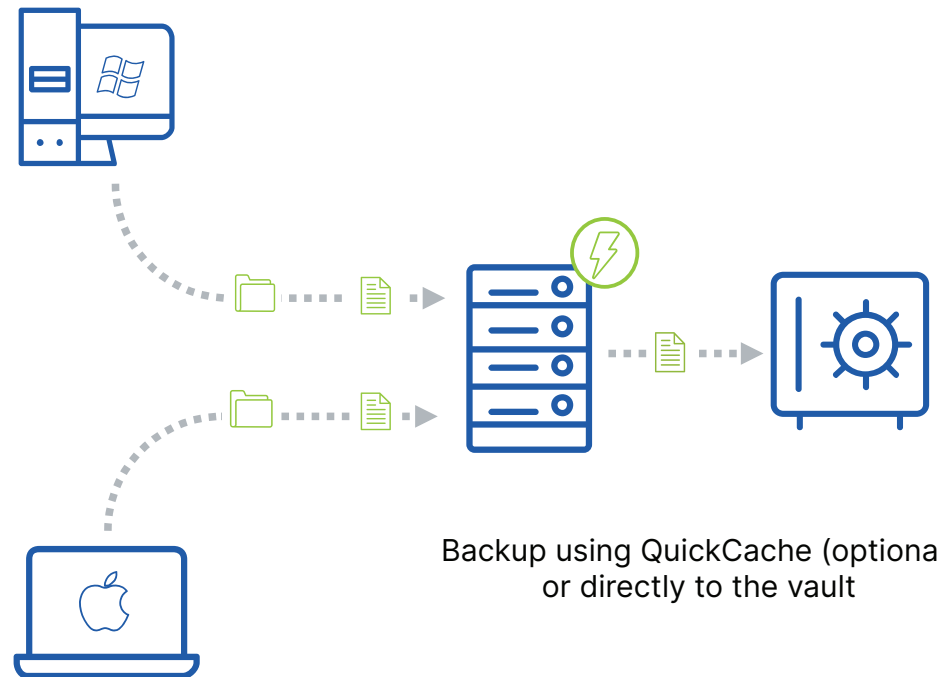 Backup using QuickCache (optiona
or directly to the vault